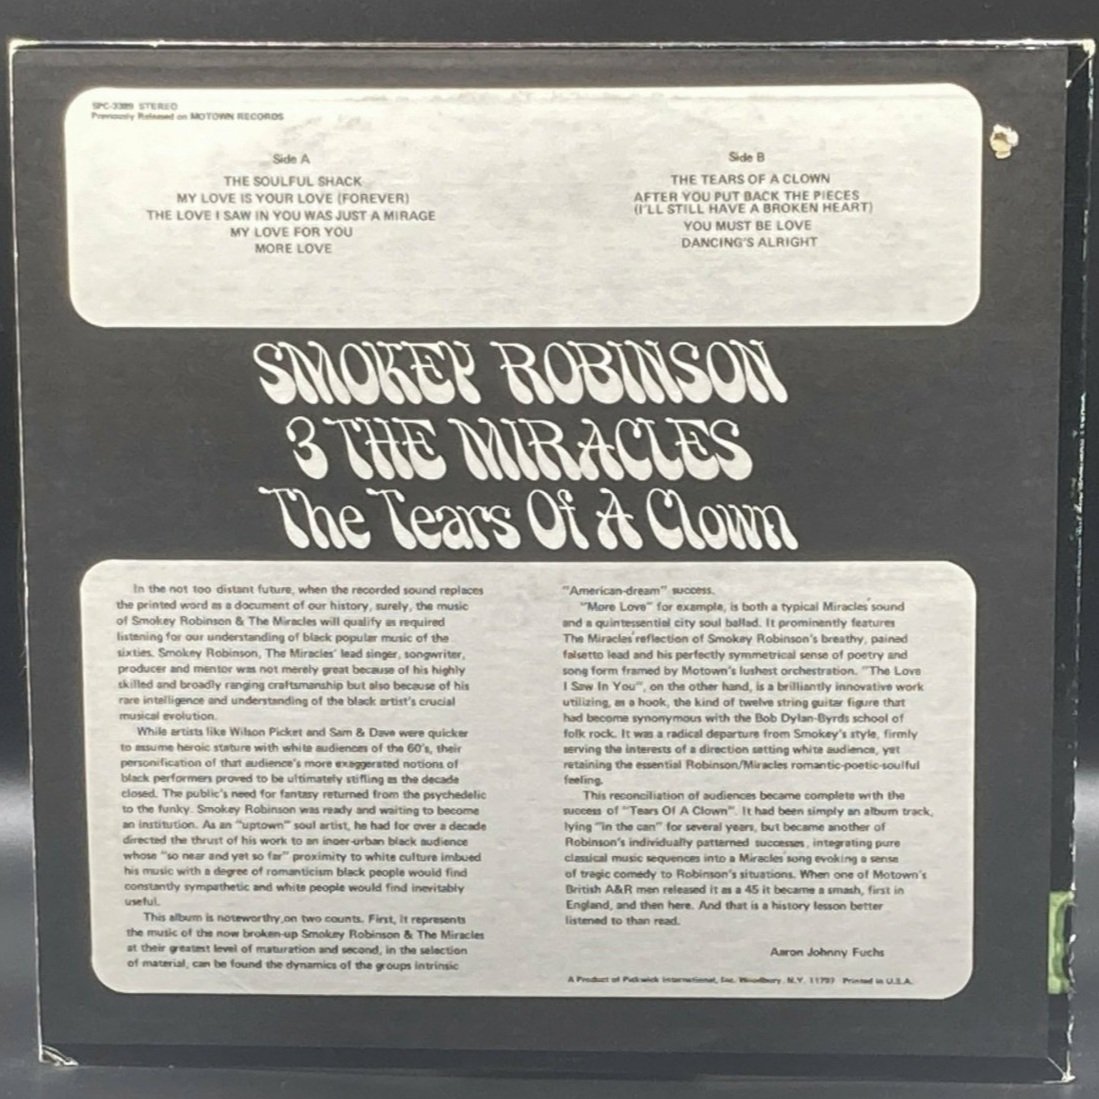 SPC-3389 STEREO
Previously Released on MOTOWN RECORDS
Side A
THE SOULFUL SHACK
MY LOVE IS YOUR LOVE (FOREVER)
THE LOVE I SAW IN YOU WAS JUST A MIRAGE
MY LOVE FOR YOU
MORE LOVE
Side B
THE TEARS OF A CLOWN
AFTER YOU PUT BACK THE PIECES
(I'LL STILL HAVE A BROKEN HEART)
YOU MUST BE LOVE
DANCING'S ALRIGHT
SMOKEY ROBINSON
& THE MIRACLES
The Tears Of A Clown
In the not too distant future, when the recorded sound replaces
the printed word as a document of our history, surely, the music
of Smokey Robinson & The Miracles will qualify as required
listening for our understanding of black popular music of the
sixties. Smokey Robinson, The Miracles' lead singer, songwriter,
producer and mentor was not merely great because of his highly
skilled and broadly ranging craftsmanship but also because of his
rare intelligence and understanding of the black artist's crucial
musical evolution.
While artists like Wilson Picket and Sam & Dave were quicker
to assume heroic stature with white audiences of the 60's, their
personification of that audience's more exaggerated notions of
black performers proved to be ultimately stifling as the decade
closed. The public's need for fantasy returned from the psychedelic
to the funky. Smokey Robinson was ready and waiting to become
an institution. As an "uptown" soul artist, he had for over a decade
directed the thrust of his work to an inner-urban black audience
whose "so near and yet so far" proximity to white culture imbued
his music with a degree of romanticism black people would find
constantly sympathetic and white people would find inevitably
useful.
This album is noteworthy on two counts. First, it represents
the music of the now broken-up Smokey Robinson & The Miracles
at their greatest level of maturation and second, in the selection
of material, can be found the dynamics of the groups intrinsic
"American-dream" success.
"More Love" for example, is both a typical Miracles' sound
and a quintessential city soul ballad. It prominently features
The Miracles' reflection of Smokey Robinson's breathy, pained
falsetto lead and his perfectly symmetrical sense of poetry and
song form framed by Motown's lushest orchestration. "The Love
I Saw In You", on the other hand, is a brilliantly innovative work
utilizing, as a hook, the kind of twelve string guitar figure that
had become synonymous with the Bob Dylan-Byrds school of
folk rock. It was a radical departure from Smokey's style, firmly
serving the interests of a direction setting white audience, yet
retaining the essential Robinson/Miracles romantic-poetic-soulful
feeling.
This reconciliation of audiences became complete with the
success of "Tears Of A Clown". It had been simply an album track,
lying "in the can" for several years, but became another of
Robinson's individually patterned successes, integrating pure
classical music sequences into a Miracles' song evoking a sense
of tragic comedy to Robinson's situations. When one of Motown's
British A&R men released it as a 45 it became a smash, first in
England, and then here. And that is a history lesson better
listened to than read.
Aaron Johnny Fuchs
A Product of Pickwick International, Inc. Woodbury, N.Y. 11797 Printed in U.S.A.